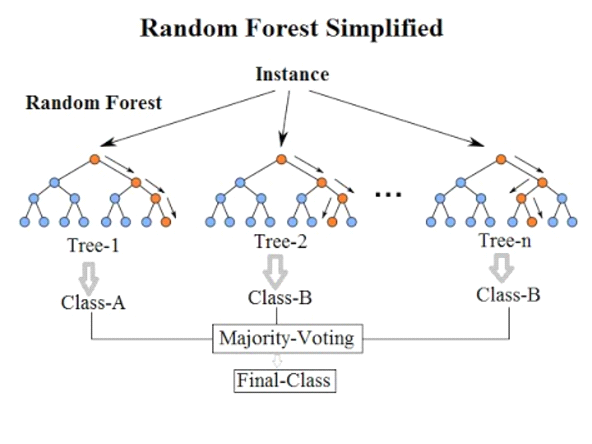 Random Forest Simplified
Instance
Random Forest
...
Tree-1
Tree-2
Tree-n
Class-A
Class-B
Class-B
Majority-Voting
Final-Class